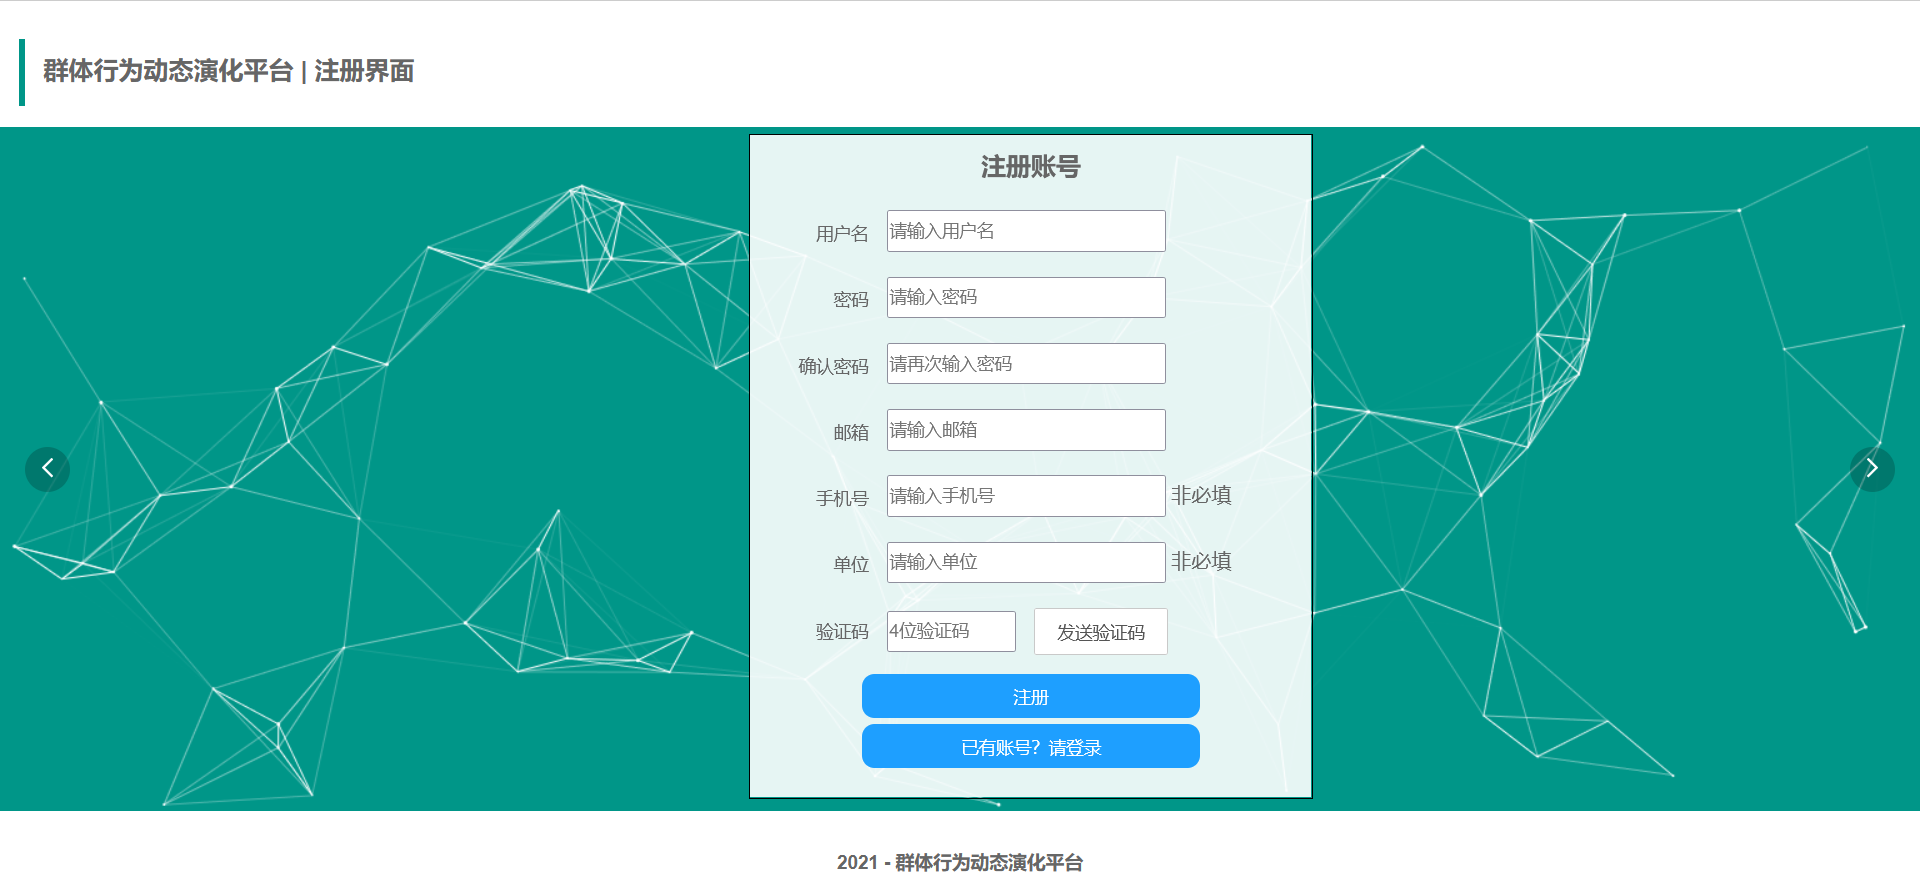 群体行为动态演化平台 | 注册界面
注册账号
用户名 请输入用户名
密码 请输入密码
确认密码 请再次输入密码
邮箱 请输入邮箱
手机号 请输入手机号 非必填
单位 请输入单位 非必填
验证码 4位验证码 发送验证码
注册
已有账号？请登录
2021 - 群体行为动态演化平台